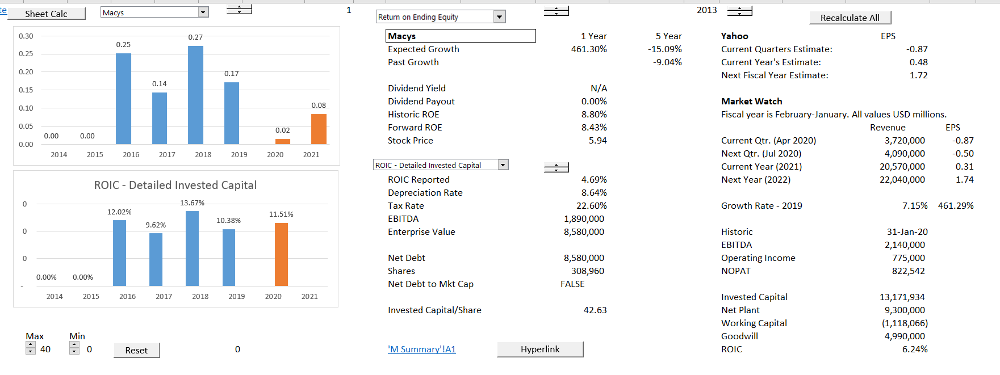 te
Sheet Calc
Macys
1
Return on Ending Equity
2013
Recalculate All
0.30
0.25
0.20
0.15
0.10
0.05
0.00
0.00
0.00
0.25
0.14
0.27
0.17
0.02
0.08
2014 2015 2016 2017 2018 2019 2020 2021
ROIC - Detailed Invested Capital
0
0
0
-
0.00%
0.00%
12.02%
9.62%
13.67%
10.38%
11.51%
2014 2015 2016 2017 2018 2019 2020 2021
Max
40
Min
0
Reset
0
Macys 1 Year 5 Year
Expected Growth 461.30% -15.09%
Past Growth -9.04%
Dividend Yield N/A
Dividend Payout 0.00%
Historic ROE 8.80%
Forward ROE 8.43%
Stock Price 5.94
ROIC - Detailed Invested Capital
ROIC Reported 4.69%
Depreciation Rate 8.64%
Tax Rate 22.60%
EBITDA 1,890,000
Enterprise Value 8,580,000
Net Debt 8,580,000
Shares 308,960
Net Debt to Mkt Cap FALSE
Invested Capital/Share 42.63
'M Summary'!A1
Hyperlink
Yahoo EPS
Current Quarters Estimate: -0.87
Current Year's Estimate: 0.48
Next Fiscal Year Estimate: 1.72
Market Watch
Fiscal year is February-January. All values USD millions.
Revenue EPS
Current Qtr. (Apr 2020) 3,720,000 -0.87
Next Qtr. (Jul 2020) 4,090,000 -0.50
Current Year (2021) 20,570,000 0.31
Next Year (2022) 22,040,000 1.74
Growth Rate - 2019 7.15% 461.29%
Historic 31-Jan-20
EBITDA 2,140,000
Operating Income 775,000
NOPAT 822,542
Invested Capital 13,171,934
Net Plant 9,300,000
Working Capital (1,118,066)
Goodwill 4,990,000
ROIC 6.24%